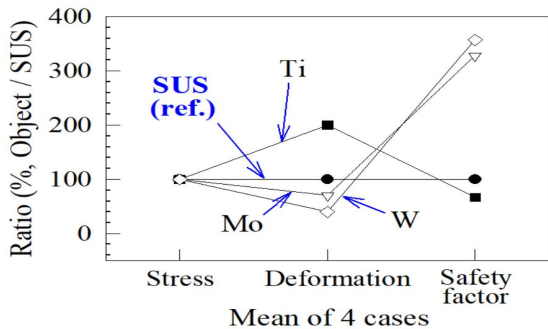 400
300
200
100
0
Ratio (%, Object / SUS)
SUS
(ref.)
Ti
Mo
W
Stress
Deformation
Safety
factor
Mean of 4 cases